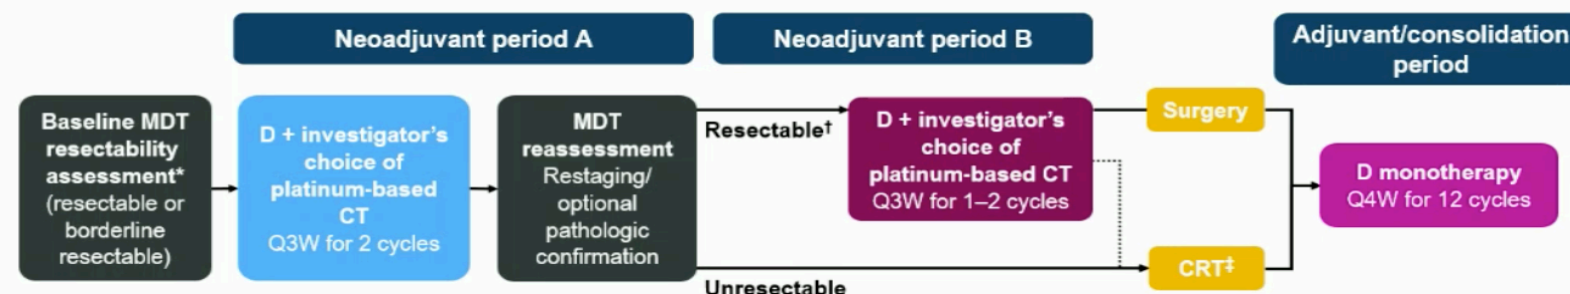 Neoadjuvant period A
Neoadjuvant period B
Adjuvant/consolidation
period
Baseline MDT
resectability
assessment*
(resectable or
borderline
resectable)
D + investigator's
choice of
platinum-based
CT
Q3W for 2 cycles
MDT
reassessment
Restaging/
optional
pathologic
confirmation
Resectable†
Unresectable
D + investigator's
choice of
platinum-based CT
Q3W for 1–2 cycles
Surgery
CRT‡
D monotherapy
Q4W for 12 cycles